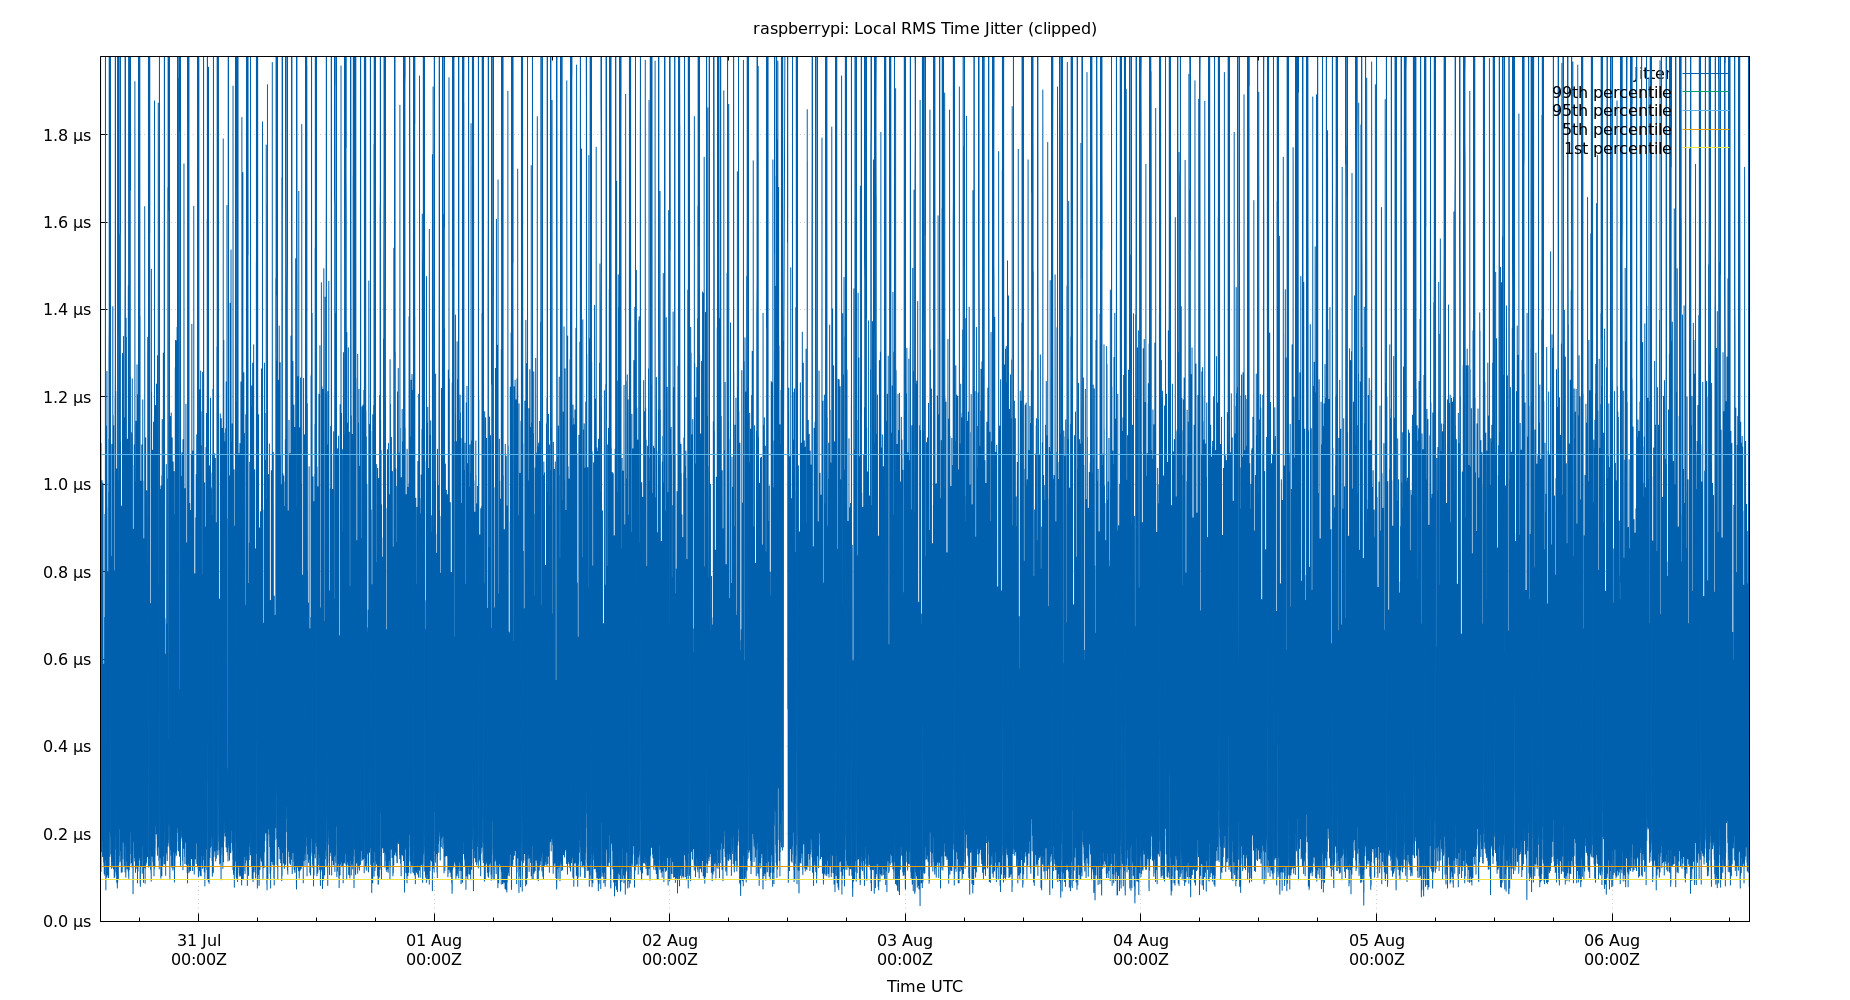 raspberrypi: Local RMS Time Jitter (clipped)
jitter
99th percentile
95th percentile
5th percentile
1st percentile
1.8 μs
1.6 μs
1.4 μs
1.2 μs
1.0 μs
0.8 μs
0.6 μs
0.4 μs
0.2 μs
0.0 μs
31 Jul 01 Aug 02 Aug 03 Aug 04 Aug 05 Aug 06 Aug
00:00Z 00:00Z 00:00Z 00:00Z 00:00Z 00:00Z 00:00Z
Time UTC